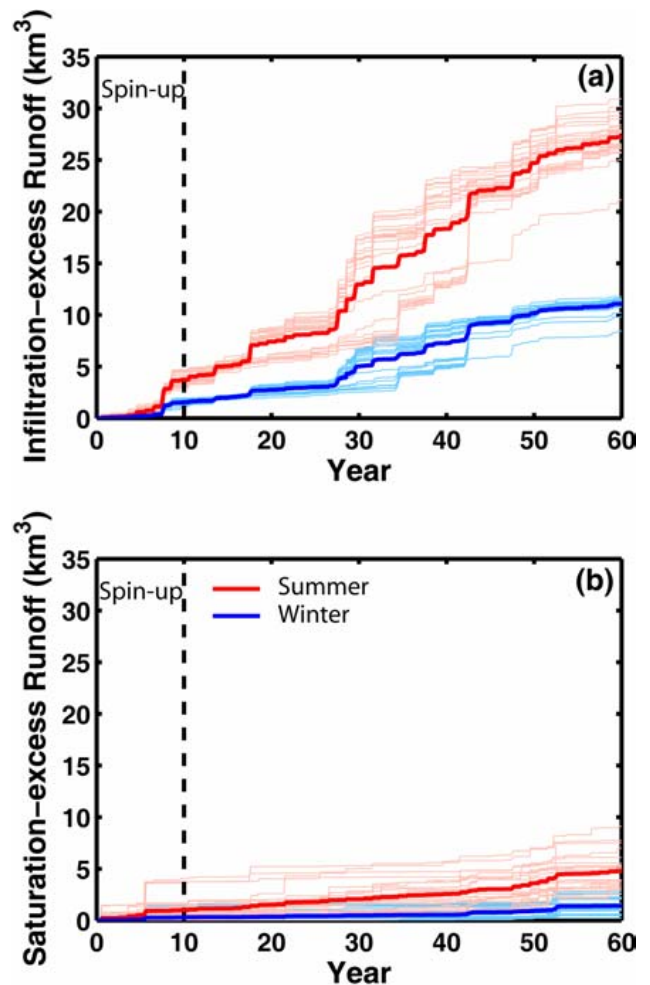 Infiltration-excess Runoff (km³)
35
30
25
20
15
10
5
0
Spin-up
(a)
0 10 20 30 40 50 60
Year
Saturation-excess Runoff (km³)
35
30
25
20
15
10
5
0
Spin-up
Summer
Winter
(b)
0 10 20 30 40 50 60
Year